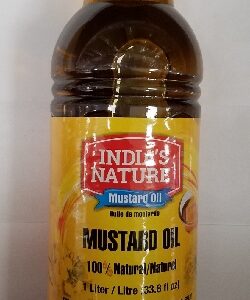 INDIA'S
NATURE
Mustard Oil
Huile de moutarde
MUSTARD OiL
100% Natural/Naturel
1 Liter/Litre (33.8 fl oz)